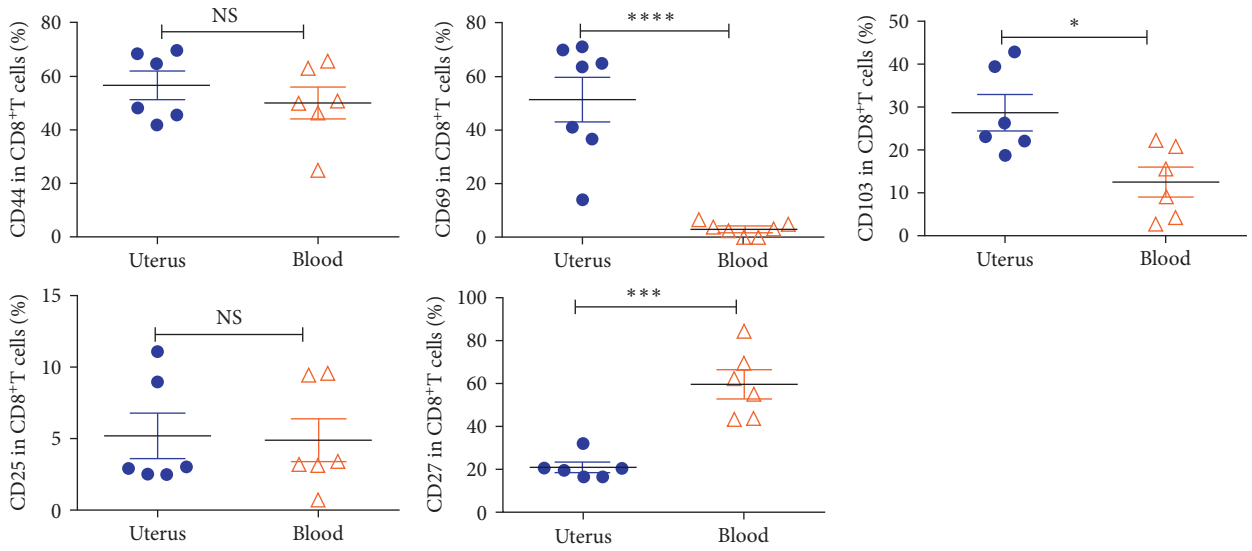 CD44 in CD8⁺T cells (%)
80
60
40
20
0
NS
Uterus Blood
CD69 in CD8⁺T cells (%)
80
60
40
20
0
****
Uterus Blood
CD103 in CD8⁺T cells (%)
50
40
30
20
10
0
*
Uterus Blood
CD25 in CD8⁺T cells (%)
15
10
5
0
NS
Uterus Blood
CD27 in CD8⁺T cells (%)
100
80
60
40
20
0
***
Uterus Blood